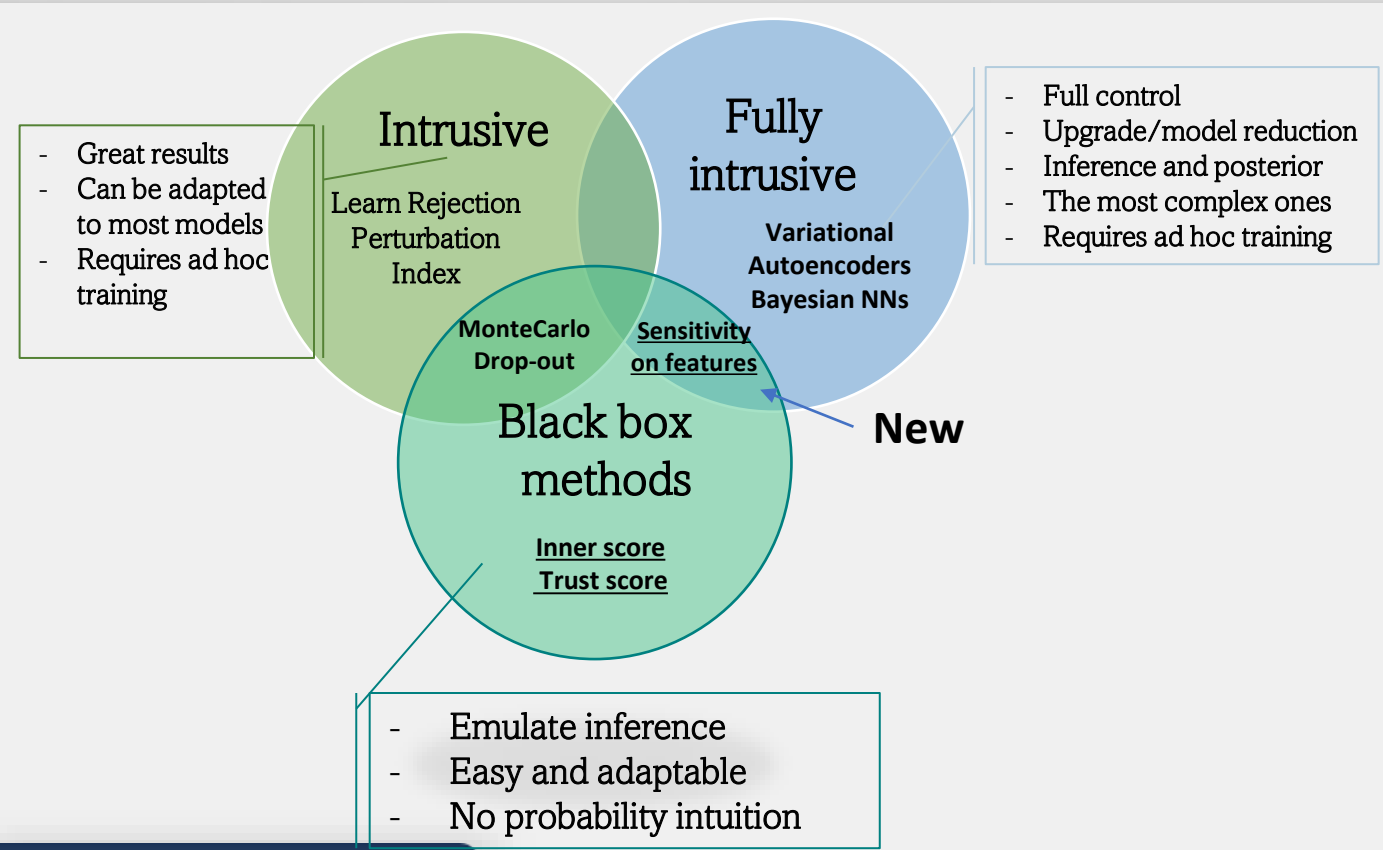 Intrusive
Learn Rejection
Perturbation
Index
- Great results
- Can be adapted
to most models
- Requires ad hoc
training
Fully
intrusive
Variational
Autoencoders
Bayesian NNs
- Full control
- Upgrade/model reduction
- Inference and posterior
- The most complex ones
- Requires ad hoc training
MonteCarlo
Drop-out
Sensitivity
on features
New
Black box
methods
Inner score
Trust score
- Emulate inference
- Easy and adaptable
- No probability intuition